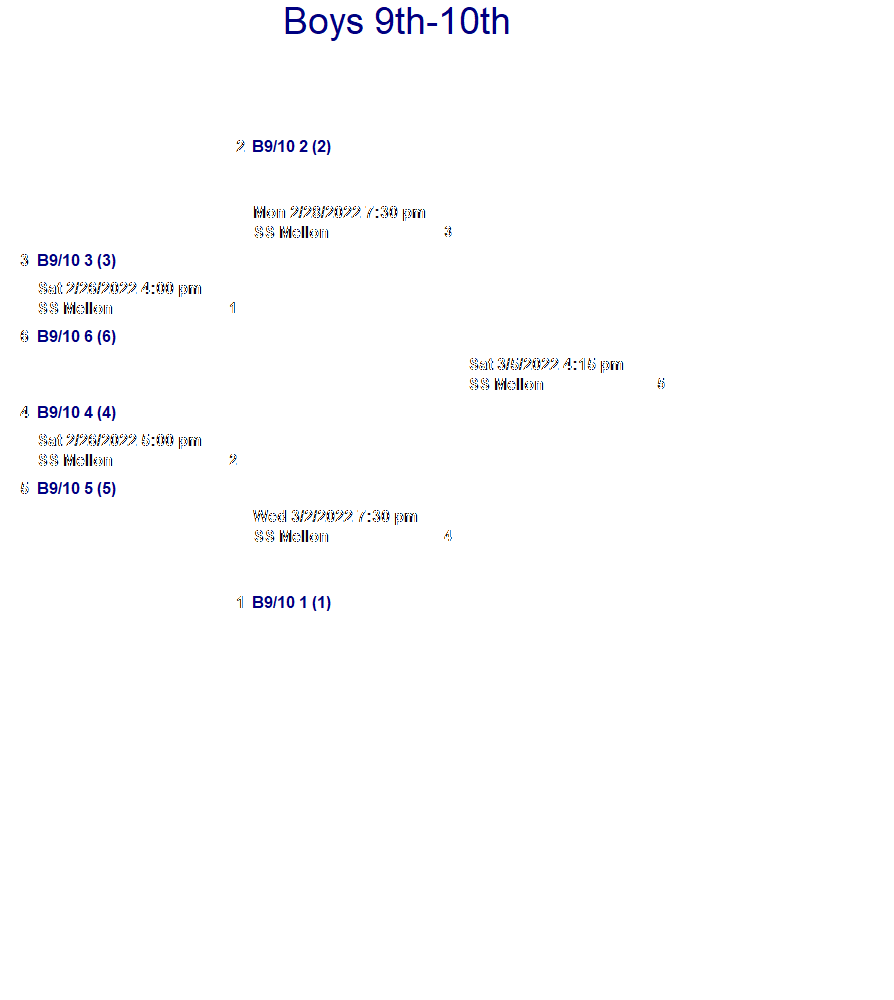 Boys 9th-10th
2 B9/10 2 (2)
Mon 2/28/2022 7:30 pm
SS Mellon 3
3 B9/10 3 (3)
Sat 2/26/2022 4:00 pm
SS Mellon 1
6 B9/10 6 (6)
Sat 3/5/2022 4:15 pm
SS Mellon 5
4 B9/10 4 (4)
Sat 2/26/2022 5:00 pm
SS Mellon 2
5 B9/10 5 (5)
Wed 3/2/2022 7:30 pm
SS Mellon 4
1 B9/10 1 (1)